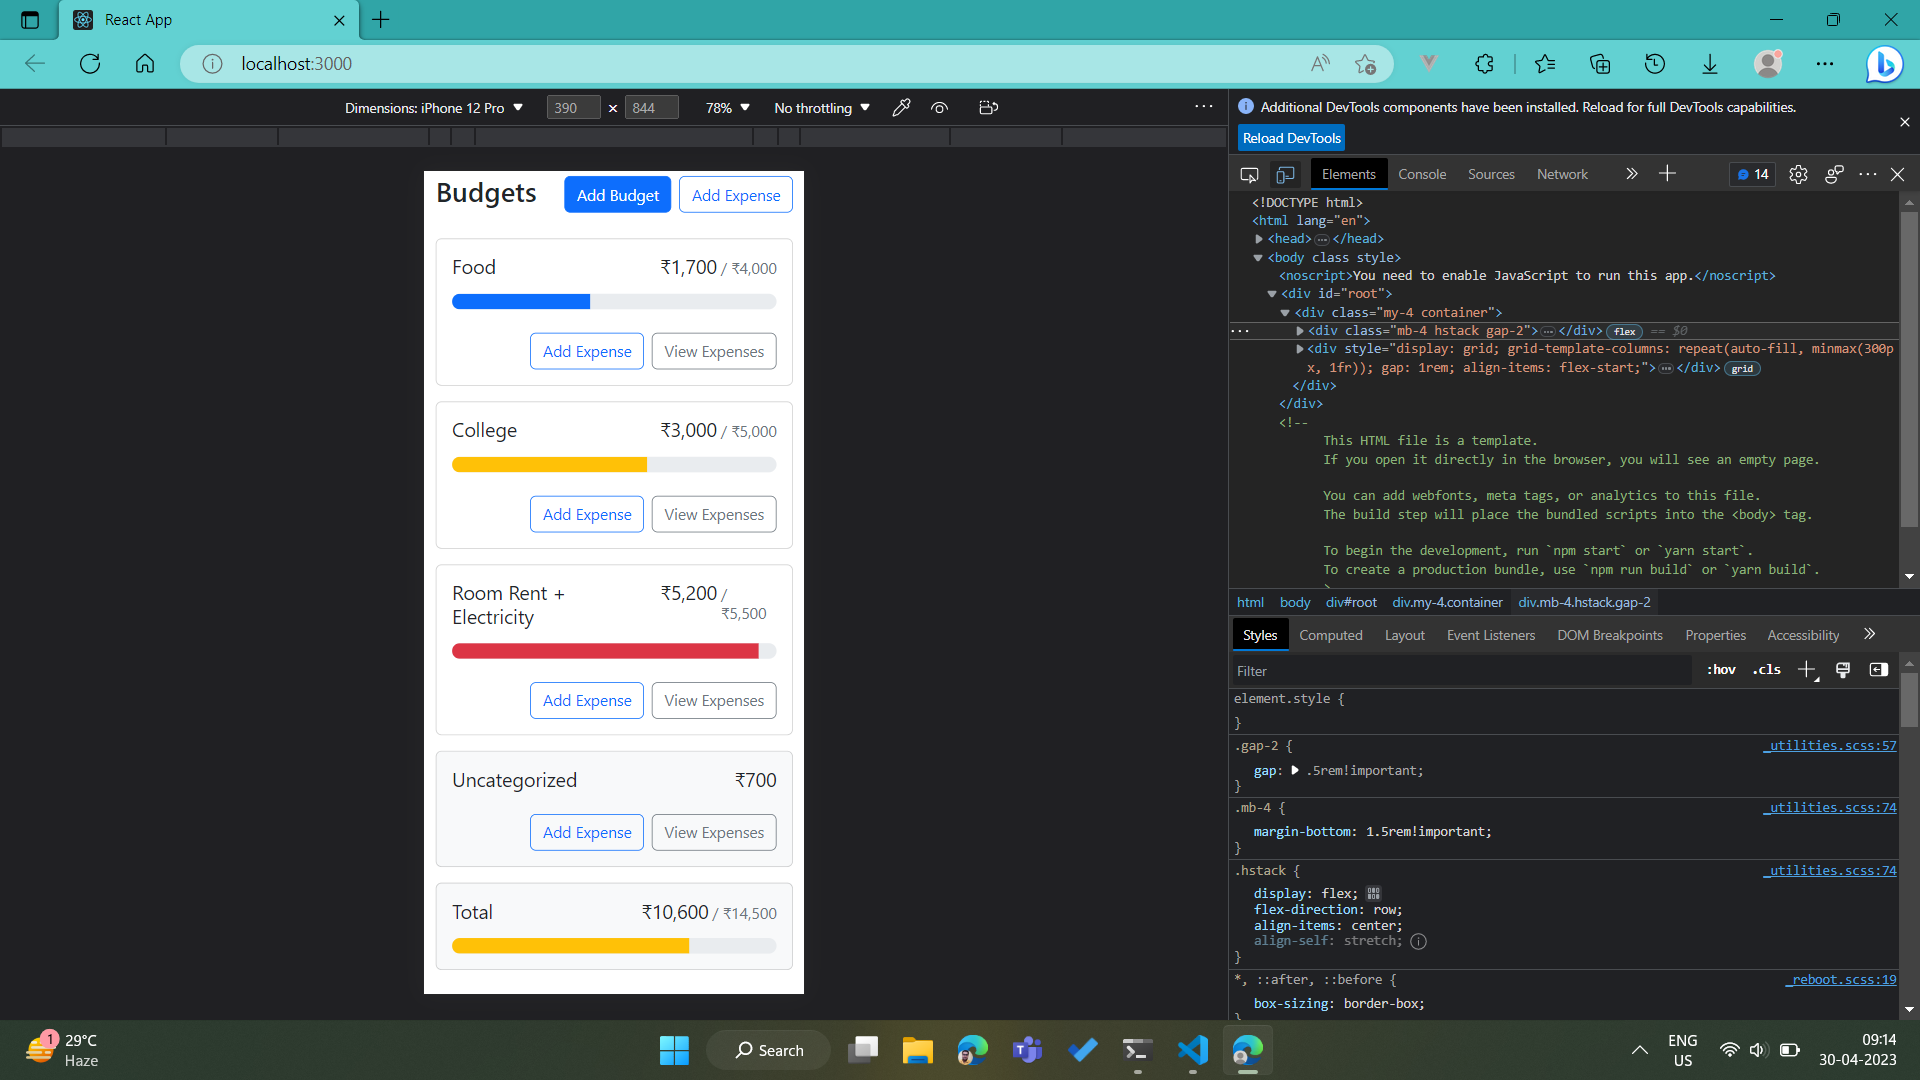 React App
localhost:3000
Dimensions: iPhone 12 Pro 390 × 844 78% No throttling
Additional DevTools components have been installed. Reload for full DevTools capabilities.
Reload DevTools
Elements Console Sources Network 14
Budgets Add Budget Add Expense
Food ₹1,700 / ₹4,000
Add Expense View Expenses
College ₹3,000 / ₹5,000
Add Expense View Expenses
Room Rent + ₹5,200 /
Electricity ₹5,500
Add Expense View Expenses
Uncategorized ₹700
Add Expense View Expenses
Total ₹10,600 / ₹14,500
<!DOCTYPE html>
<html lang="en">
<head>…</head>
<body class style>
<noscript>You need to enable JavaScript to run this app.</noscript>
<div id="root">
<div class="my-4 container">
<div class="mb-4 hstack gap-2">…</div> flex == $0
<div style="display: grid; grid-template-columns: repeat(auto-fill, minmax(300p
x, 1fr)); gap: 1rem; align-items: flex-start;">…</div> grid
</div>
</div>
<!--
This HTML file is a template.
If you open it directly in the browser, you will see an empty page.
You can add webfonts, meta tags, or analytics to this file.
The build step will place the bundled scripts into the <body> tag.
To begin the development, run `npm start` or `yarn start`.
To create a production bundle, use `npm run build` or `yarn build`.
html body div#root div.my-4.container div.mb-4.hstack.gap-2
Styles Computed Layout Event Listeners DOM Breakpoints Properties Accessibility
Filter :hov .cls
element.style {
}
.gap-2 { _utilities.scss:57
gap: .5rem!important;
}
.mb-4 { _utilities.scss:74
margin-bottom: 1.5rem!important;
}
.hstack { _utilities.scss:74
display: flex;
flex-direction: row;
align-items: center;
align-self: stretch;
}
*, ::after, ::before { _reboot.scss:19
box-sizing: border-box;
}
1 29°C
Haze
Search
ENG
US
09:14
30-04-2023